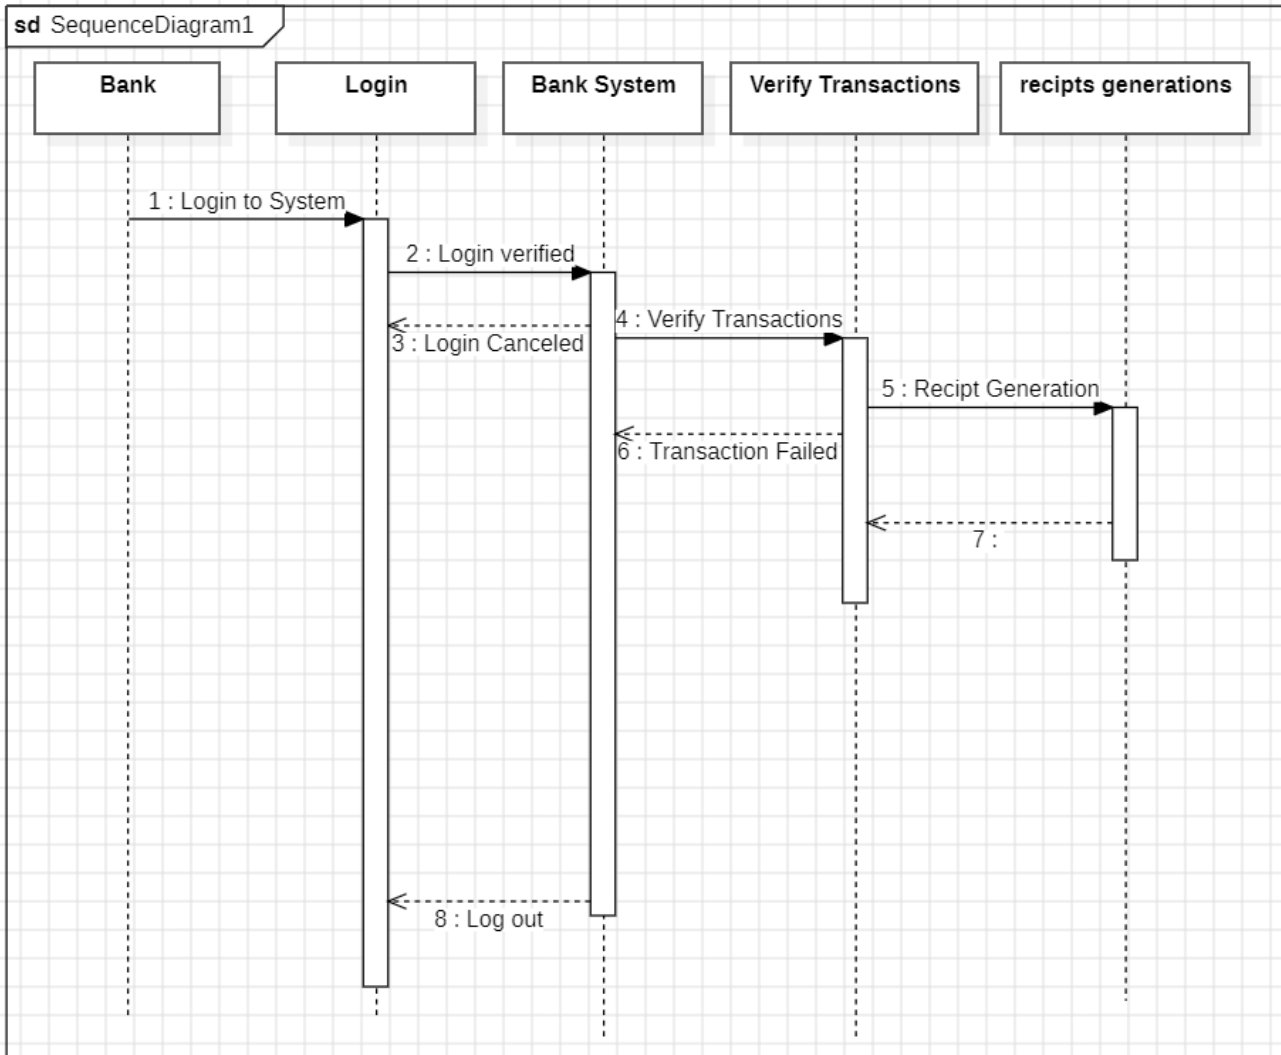 sd SequenceDiagram1
Bank
Login
Bank System
Verify Transactions
recipts generations
1 : Login to System
2 : Login verified
4 : Verify Transactions
3 : Login Canceled
5 : Recipt Generation
6 : Transaction Failed
7 :
8 : Log out